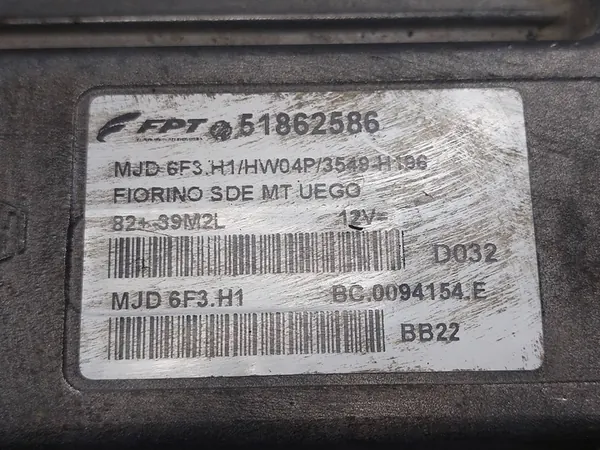 FPT 51862586
MJD 6F3.H1/HW04P/3549-H196
FIORINO SDE MT UEGO
82+ 39M2L 12V=
D032
MJD 6F3.H1 BC.0094154.E
BB22